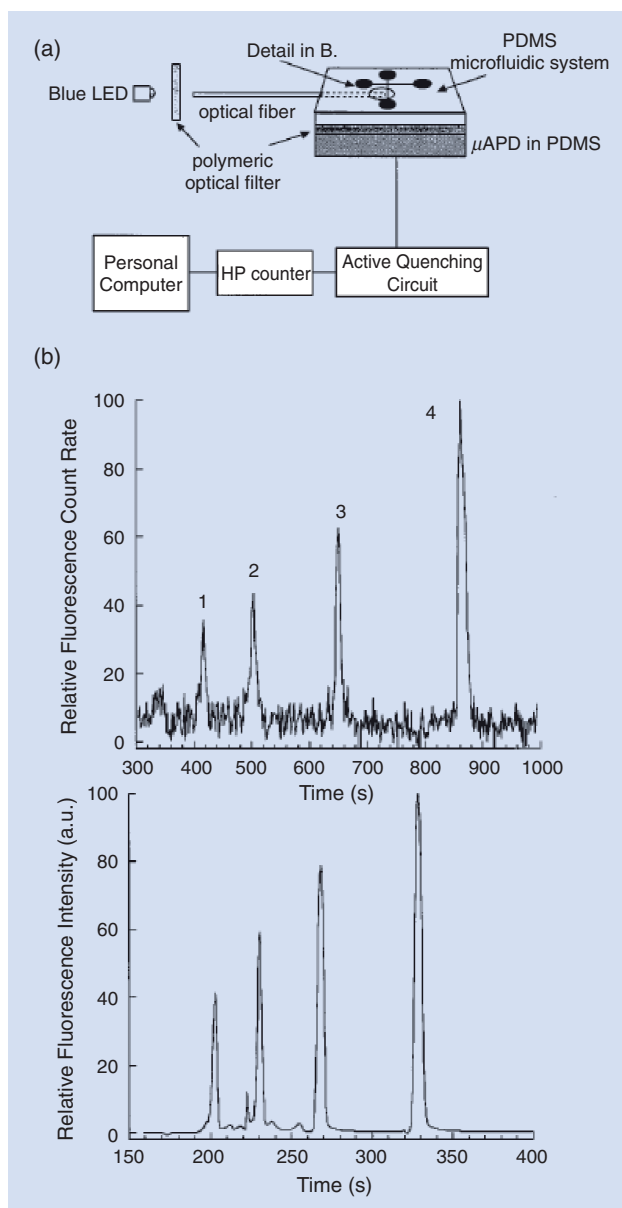 (a)
Detail in B.
PDMS
microfluidic system
Blue LED
optical fiber
polymeric
optical filter
μAPD in PDMS
Personal
Computer
HP counter
Active Quenching
Circuit
(b)
Relative Fluorescence Count Rate
100
80
60
40
20
0
1
2
3
4
300 400 500 600 700 800 900 1000
Time (s)
Relative Fluorescence Intensity (a.u.)
100
80
60
40
20
0
150 200 250 300 350 400
Time (s)